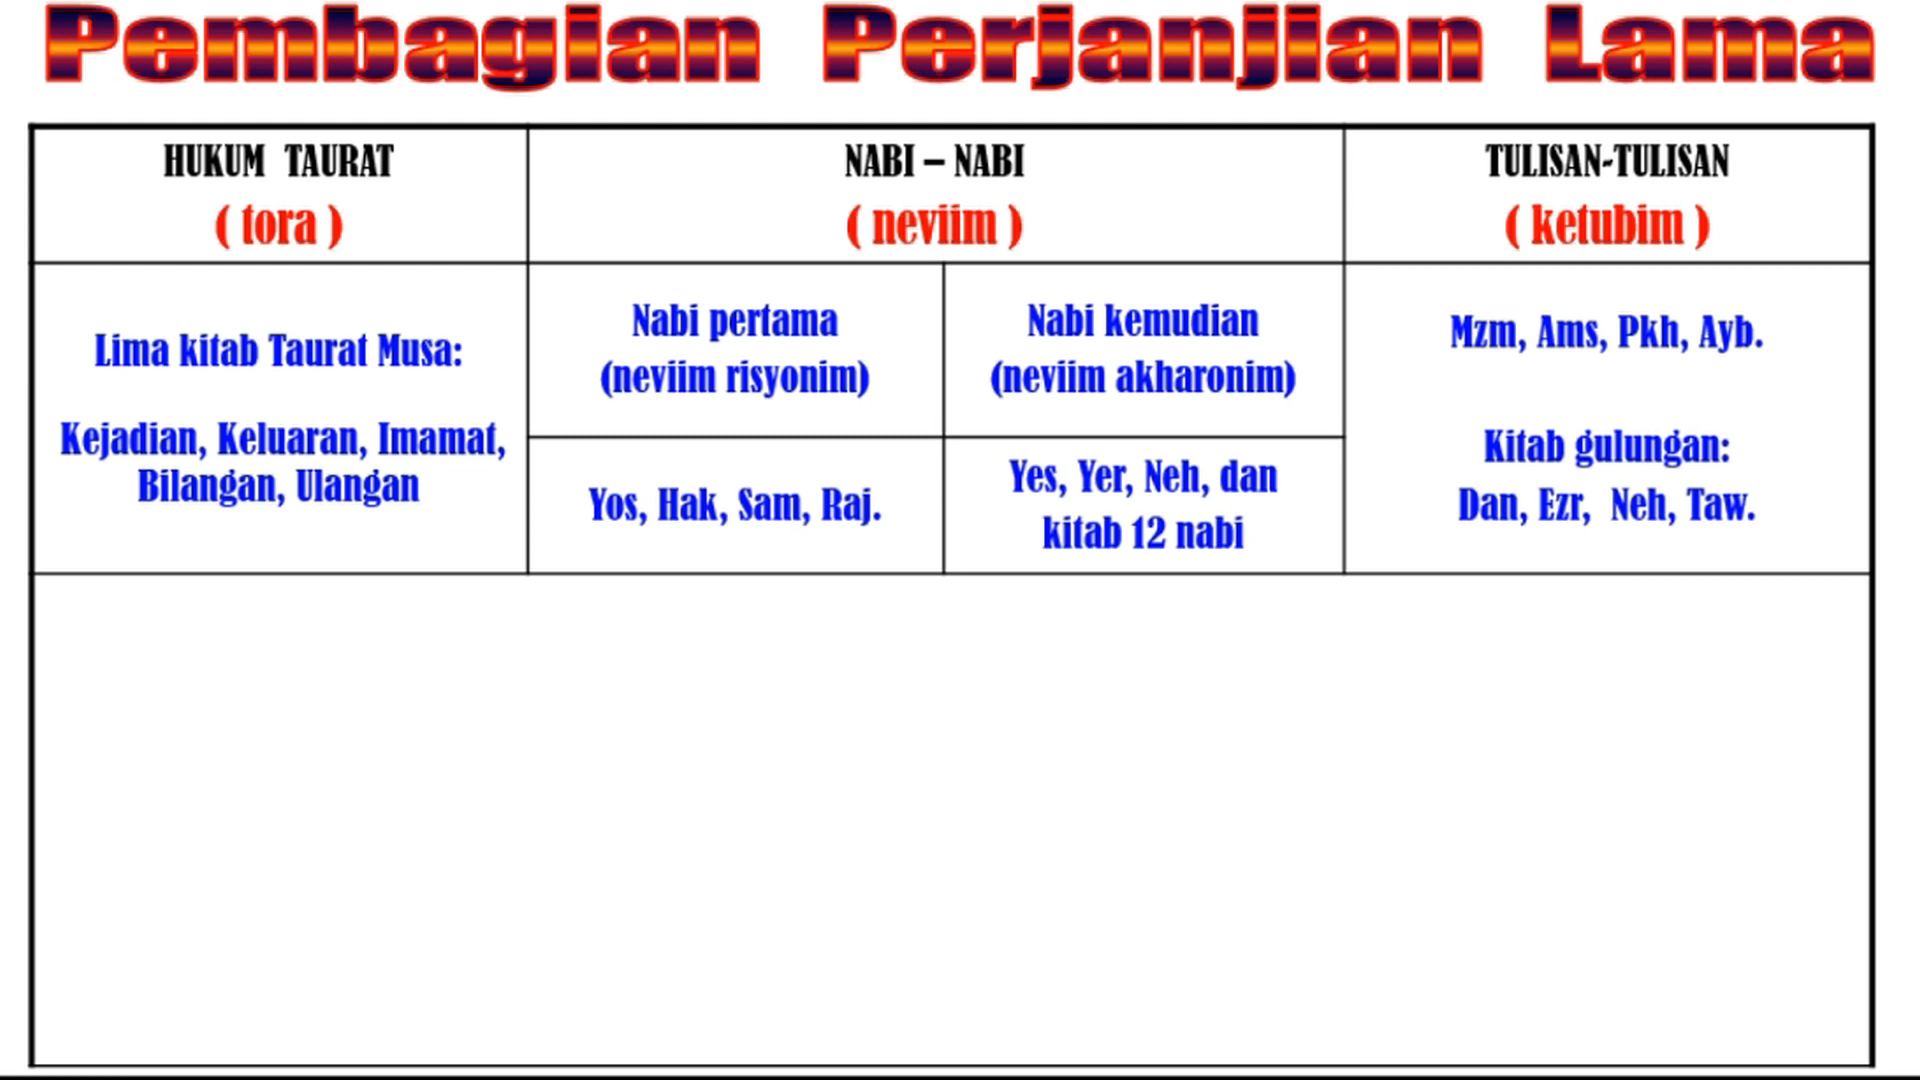 Pembagian Perjanjian Lama
HUKUM TAURAT
( tora )
NABI – NABI
( neviim )
TULISAN-TULISAN
( ketubim )
Lima kitab Taurat Musa:
Kejadian, Keluaran, Imamat,
Bilangan, Ulangan
Nabi pertama
(neviim risyonim)
Nabi kemudian
(neviim akharonim)
Yos, Hak, Sam, Raj.
Yes, Yer, Neh, dan
kitab 12 nabi
Mzm, Ams, Pkh, Ayb.
Kitab gulungan:
Dan, Ezr, Neh, Taw.